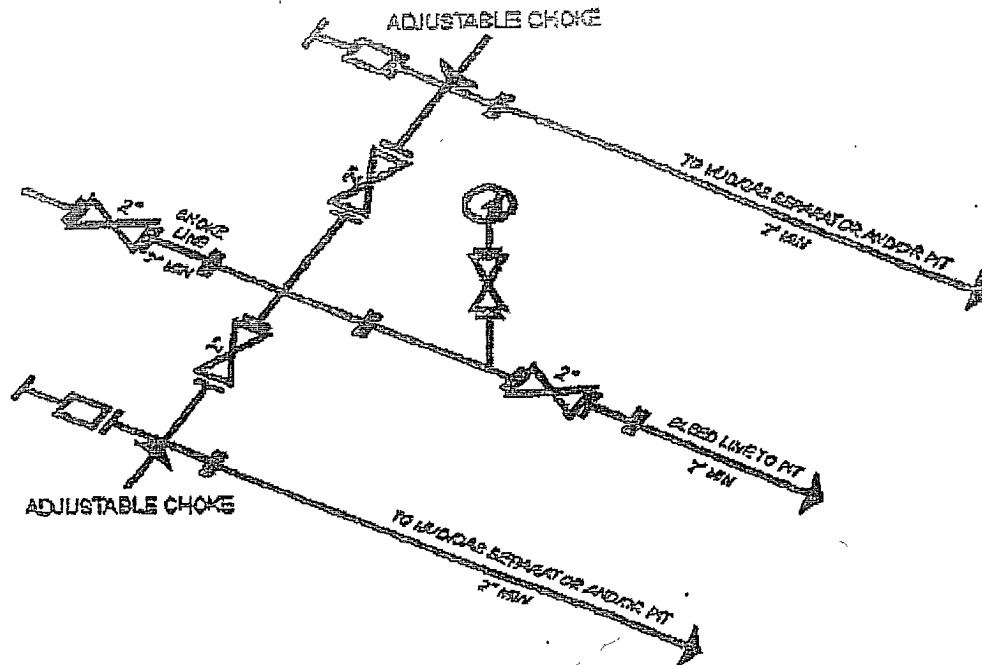 ADJUSTABLE CHOKE
TO MUD/GAS SEPARATOR AND/OR PIT
2" MIN
2"
2"
CHOKE
LINE
2" MIN
2"
2"
BLEED LINE TO PIT
2" MIN
ADJUSTABLE CHOKE
TO MUD/GAS SEPARATOR AND/OR PIT
2" MIN